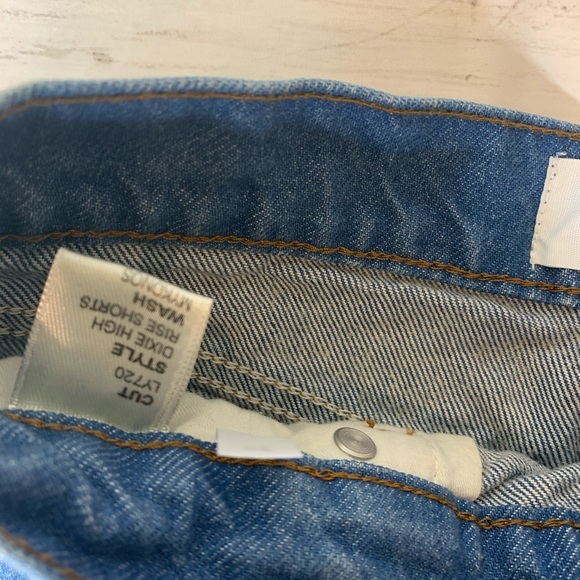 CUT
LY720
STYLE
DIXIE HIGH
RISE SHORTS
WASH
MYKONOS